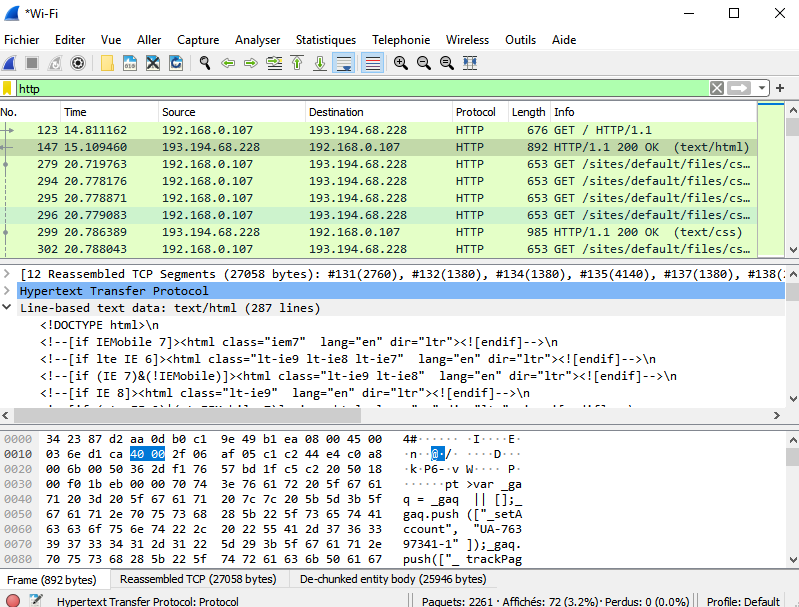 *Wi-Fi
Fichier Editer Vue Aller Capture Analyser Statistiques Telephonie Wireless Outils Aide
http
No. Time Source Destination Protocol Length Info
123 14.811162 192.168.0.107 193.194.68.228 HTTP 676 GET / HTTP/1.1
147 15.109460 193.194.68.228 192.168.0.107 HTTP 892 HTTP/1.1 200 OK (text/html)
279 20.719763 192.168.0.107 193.194.68.228 HTTP 653 GET /sites/default/files/cs…
294 20.778176 192.168.0.107 193.194.68.228 HTTP 653 GET /sites/default/files/cs…
295 20.778871 192.168.0.107 193.194.68.228 HTTP 653 GET /sites/default/files/cs…
296 20.779083 192.168.0.107 193.194.68.228 HTTP 653 GET /sites/default/files/cs…
299 20.786389 193.194.68.228 192.168.0.107 HTTP 985 HTTP/1.1 200 OK (text/css)
302 20.788043 192.168.0.107 193.194.68.228 HTTP 653 GET /sites/default/files/cs…
[12 Reassembled TCP Segments (27058 bytes): #131(2760), #132(1380), #134(1380), #135(4140), #137(1380), #138(2
Hypertext Transfer Protocol
Line-based text data: text/html (287 lines)
<!DOCTYPE html>\n
<!--[if IEMobile 7]><html class="iem7"  lang="en" dir="ltr"><![endif]-->\n
<!--[if lte IE 6]><html class="lt-ie9 lt-ie8 lt-ie7"  lang="en" dir="ltr"><![endif]-->\n
<!--[if (IE 7)&(!IEMobile)]><html class="lt-ie9 lt-ie8"  lang="en" dir="ltr"><![endif]-->\n
<!--[if IE 8]><html class="lt-ie9"  lang="en" dir="ltr"><![endif]-->\n
0000 34 23 87 d2 aa 0d b0 c1 9e 49 b1 ea 08 00 45 00 4#······ ·I····E·
0010 03 6e d1 ca 40 00 2f 06 af 05 c1 c2 44 e4 c0 a8 ·n··@·/· ····D···
0020 00 6b 00 50 36 2d f1 76 57 bd 1f c5 c2 20 50 18 ·k·P6-·v W···· P·
0030 00 f0 1b eb 00 00 70 74 3e 76 61 72 20 5f 67 61 ······pt >var _ga
0040 71 20 3d 20 5f 67 61 71 20 7c 7c 20 5b 5d 3b 5f q = _gaq || [];_
0050 67 61 71 2e 70 75 73 68 28 5b 22 5f 73 65 74 41 gaq.push (["_setA
0060 63 63 6f 75 6e 74 22 2c 20 22 55 41 2d 37 36 33 ccount", "UA-763
0070 39 37 33 34 31 2d 31 22 5d 29 3b 5f 67 61 71 2e 97341-1" ]);_gaq.
0080 70 75 73 68 28 5b 22 5f 74 72 61 63 6b 50 61 67 push(["_ trackPag
Frame (892 bytes) Reassembled TCP (27058 bytes) De-chunked entity body (25946 bytes)
Hypertext Transfer Protocol: Protocol Paquets: 2261 · Affichés: 72 (3.2%) · Perdus: 0 (0.0%) Profile: Default